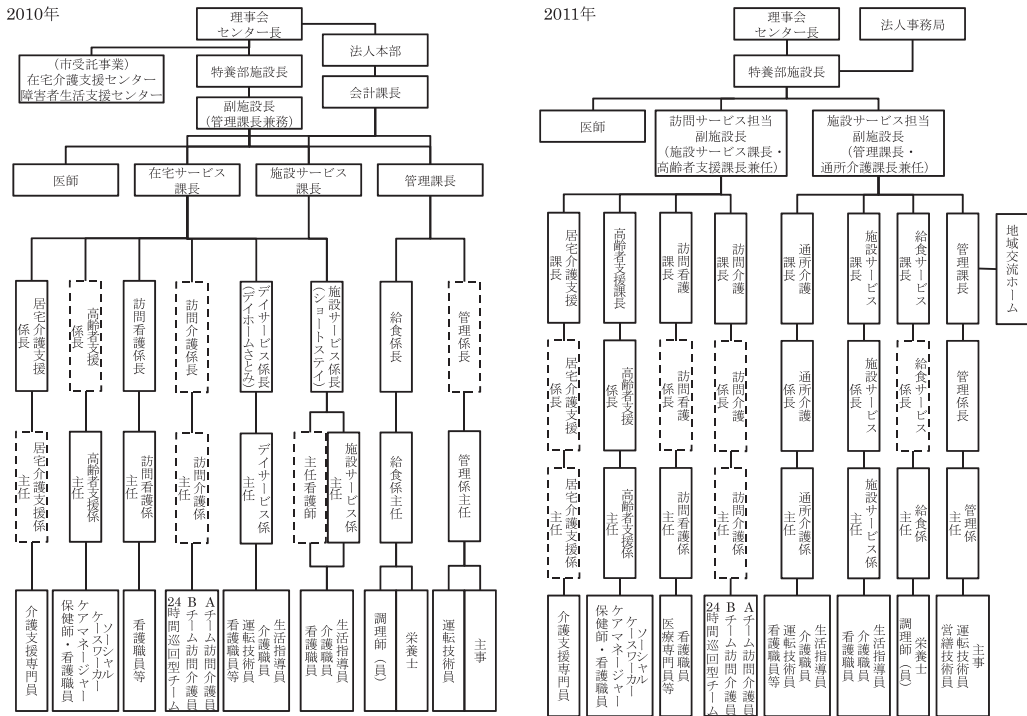 2010年
理事会
センター長
法人本部
(市受託事業)
在宅介護支援センター
障害者生活支援センター
特養部施設長
会計課長
副施設長
(管理課長兼務)
医師
在宅サービス
課長
施設サービス
課長
管理課長
居宅介護支援
係長
高齢者支援
係長
訪問看護係長
訪問介護係長
デイサービス係長
(デイホームさとみ)
施設サービス係長
(ショートステイ)
給食係長
管理係長
居宅介護支援係
主任
高齢者支援係
主任
訪問看護係
主任
訪問介護係
主任
デイサービス係
主任
主任看護師
施設サービス係
主任
給食係主任
管理係主任
介護支援専門員
ソーシャル
ケースワーカー
ケアマネージャー
保健師・看護職員
看護職員等
Aチーム訪問介護員
Bチーム訪問介護員
24時間巡回型チーム
生活指導員
介護職員
運転技術員
看護職員等
生活指導員
介護職員
看護職員
調理師(員)
栄養士
運転技術員
主事
2011年
理事会
センター長
法人事務局
特養部施設長
医師
訪問サービス担当
副施設長
(施設サービス課長・
高齢者支援課長兼任)
施設サービス担当
副施設長
(管理課長・
通所介護課長兼任)
居宅介護支援
課長
高齢者支援課長
訪問看護
課長
訪問介護
課長
通所介護
課長
施設サービス
課長
給食サービス
課長
管理課長
地域交流ホーム
居宅介護支援
係長
高齢者支援
係長
訪問看護
係長
訪問介護
係長
通所介護
係長
施設サービス
係長
給食サービス
係長
管理係長
居宅介護支援係
主任
高齢者支援係
主任
訪問看護係
主任
訪問介護係
主任
通所介護係
主任
施設サービス係
主任
給食係
主任
管理係
主任
介護支援専門員
ソーシャル
ケースワーカー
ケアマネージャー
保健師・看護職員
看護職員
医療専門員等
Aチーム訪問介護員
Bチーム訪問介護員
24時間巡回型チーム
生活指導員
介護職員
運転技術員
看護職員等
生活指導員
介護職員
看護職員
栄養士
調理師(員)
主事
運転技術員
営繕技術員